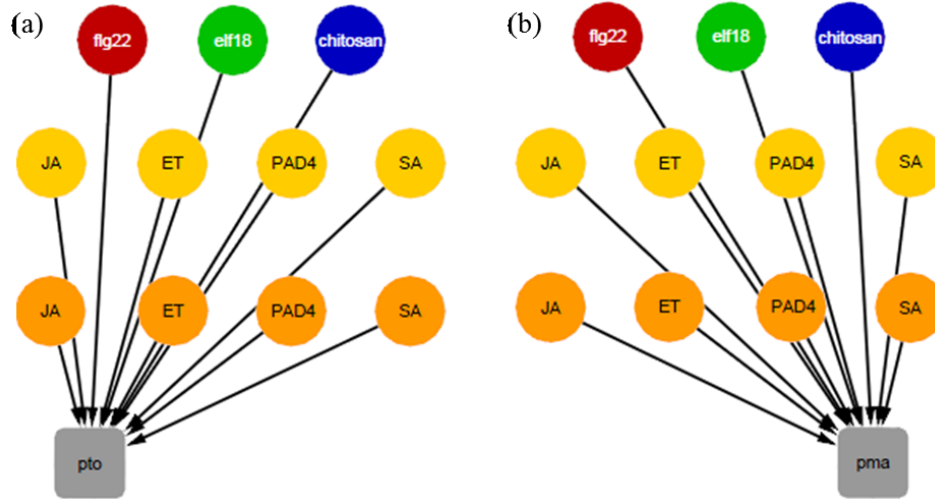 (a)
flg22 elf18 chitosan
JA ET PAD4 SA
JA ET PAD4 SA
pto
(b)
flg22 elf18 chitosan
JA ET PAD4 SA
JA ET PAD4 SA
pma